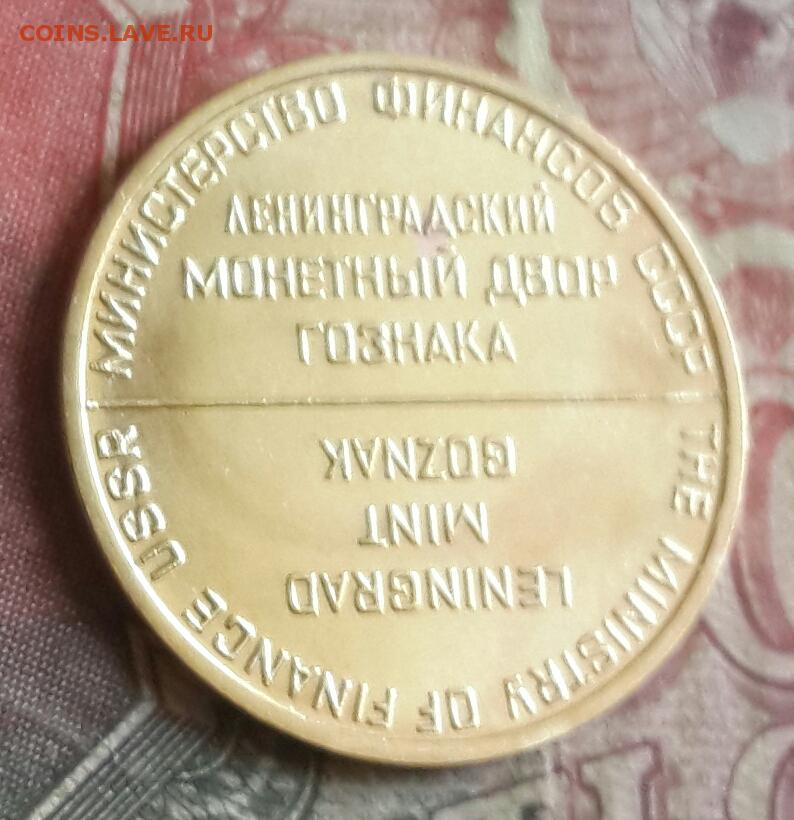 COINS.LAVE.RU
МИНИСТЕРСТВО ФИНАНСОВ СССР
ЛЕНИНГРАДСКИЙ
МОНЕТНЫЙ ДВОР
ГОЗНАКА
THE MINISTRY OF FINANCE USSR
LENINGRAD
MINT
GOZNAK